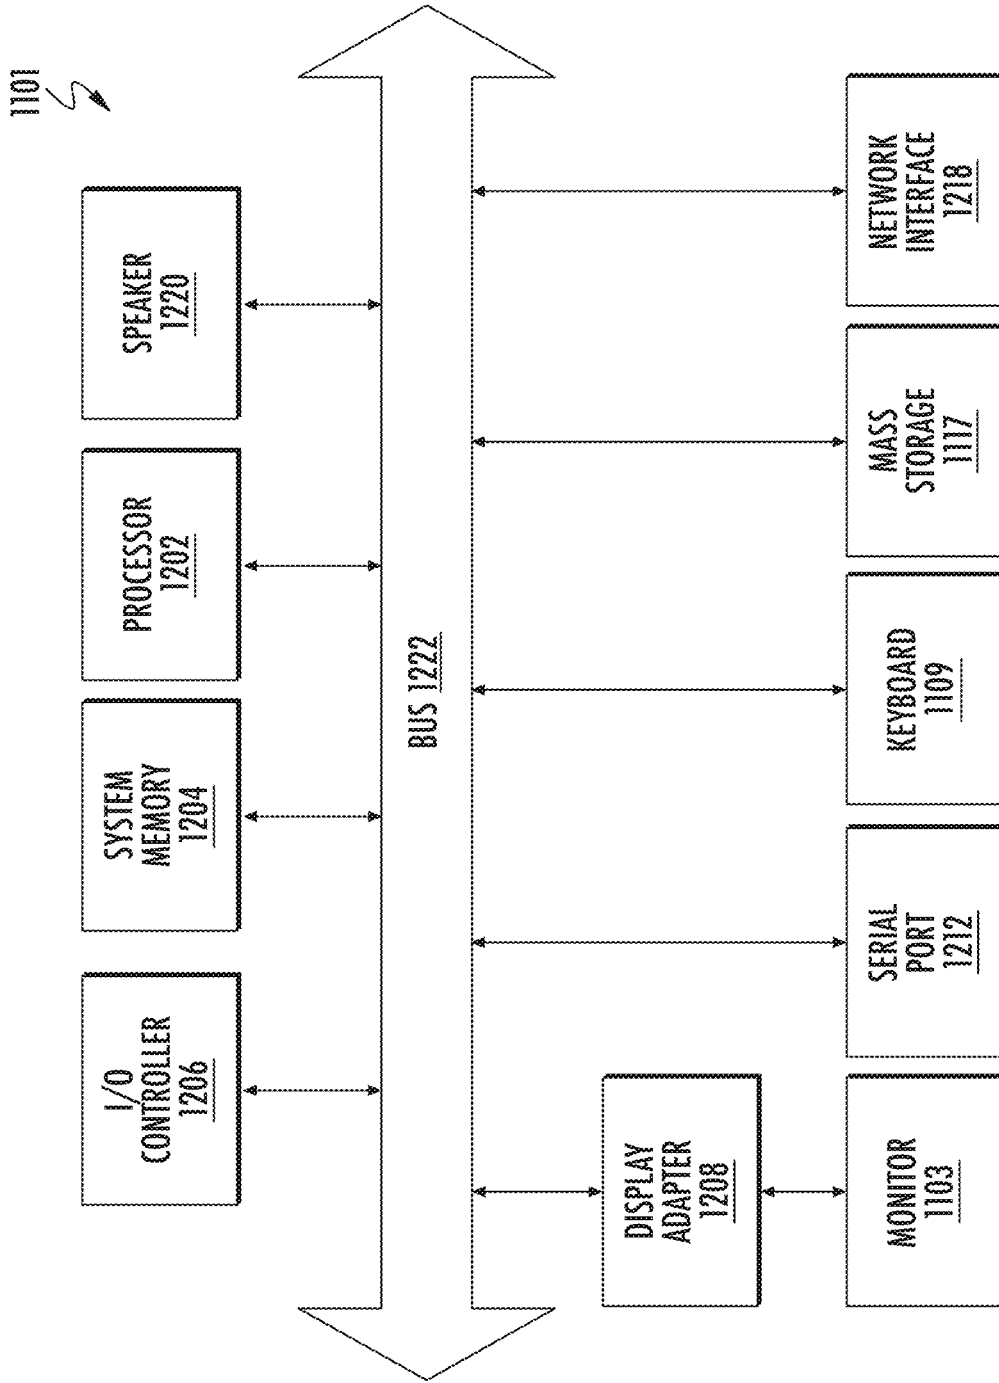 1101
I/O
CONTROLLER
1206
SYSTEM
MEMORY
1204
PROCESSOR
1202
SPEAKER
1220
BUS 1222
DISPLAY
ADAPTER
1208
MONITOR
1103
SERIAL
PORT
1212
KEYBOARD
1109
MASS
STORAGE
1117
NETWORK
INTERFACE
1218